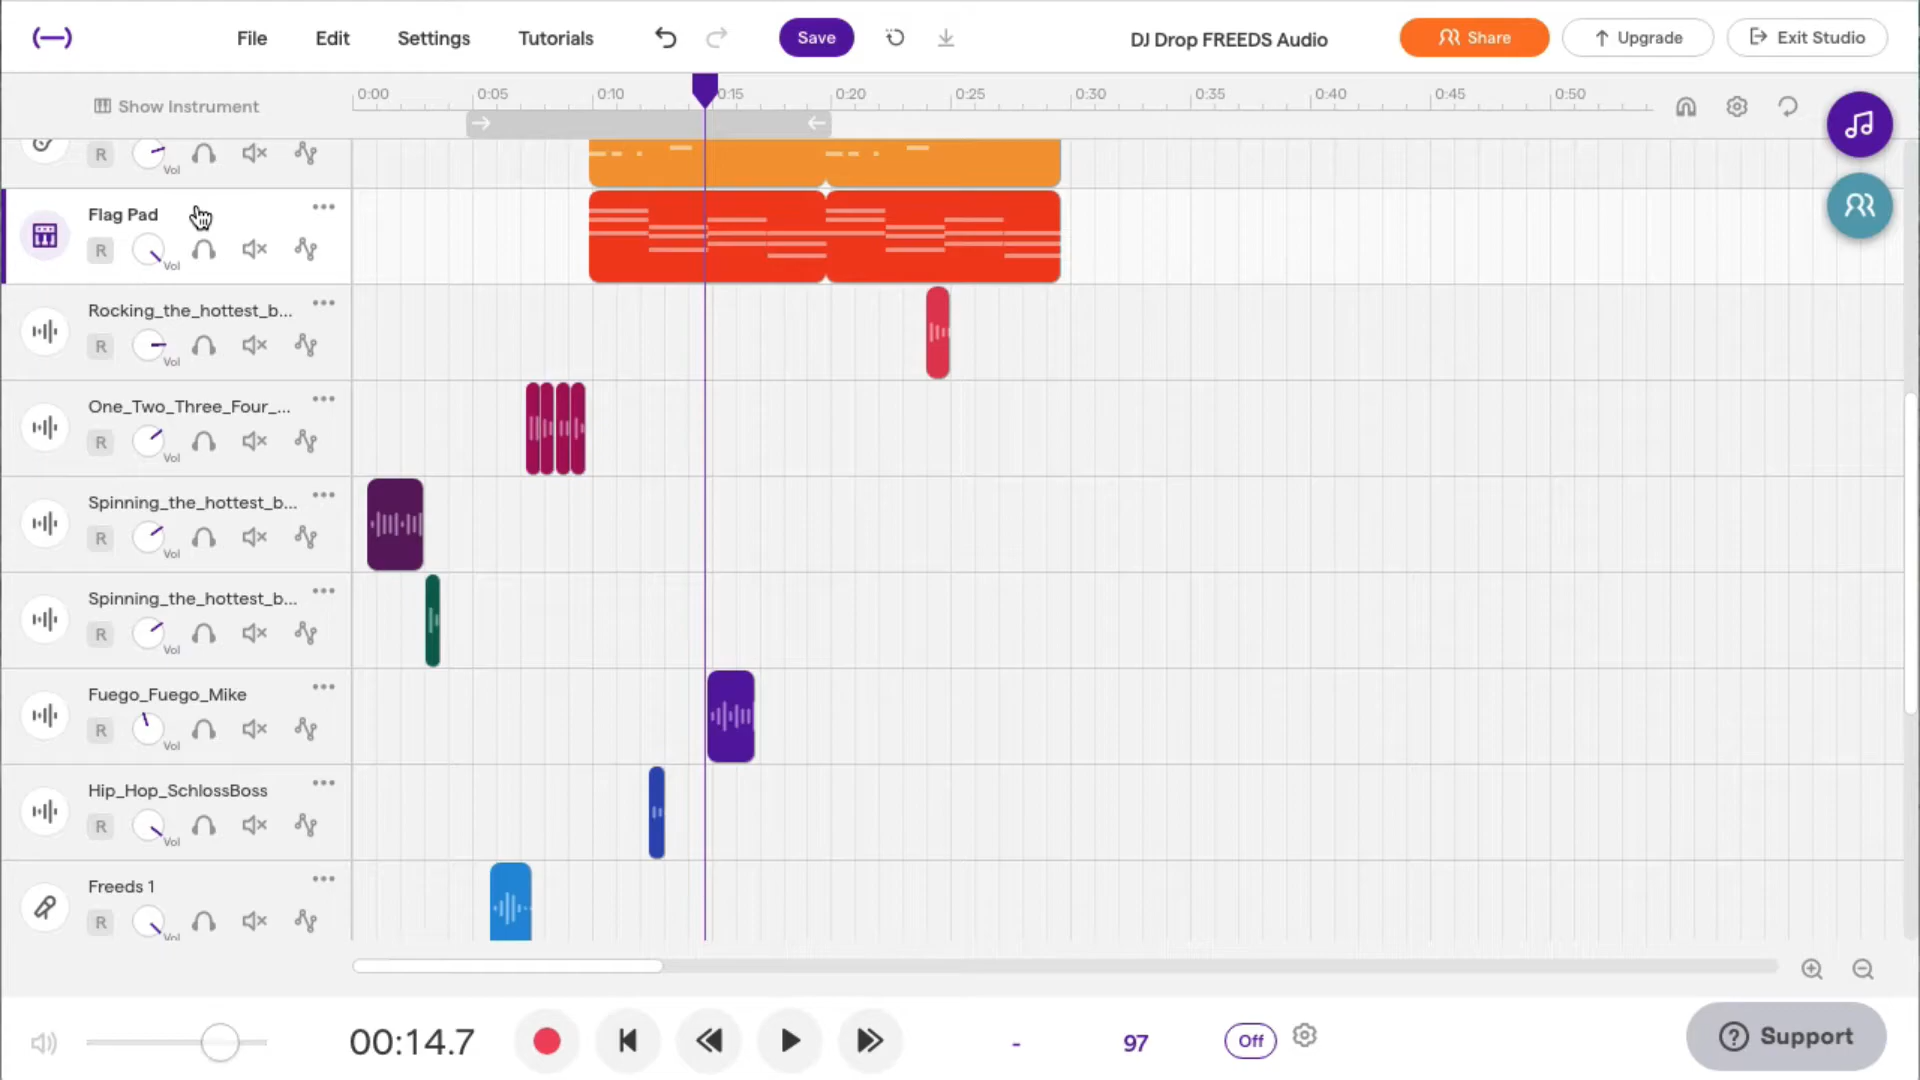 File Edit Settings Tutorials Save DJ Drop FREEDS Audio Share Upgrade Exit Studio
Show Instrument 0:00 0:05 0:10 0:15 0:20 0:25 0:30 0:35 0:40 0:45 0:50
R Vol
Flag Pad
R Vol
Rocking_the_hottest_b...
R Vol
One_Two_Three_Four_...
R Vol
Spinning_the_hottest_b...
R Vol
Spinning_the_hottest_b...
R Vol
Fuego_Fuego_Mike
R Vol
Hip_Hop_SchlossBoss
R Vol
Freeds 1
R Vol
00:14.7 - 97 Off Support